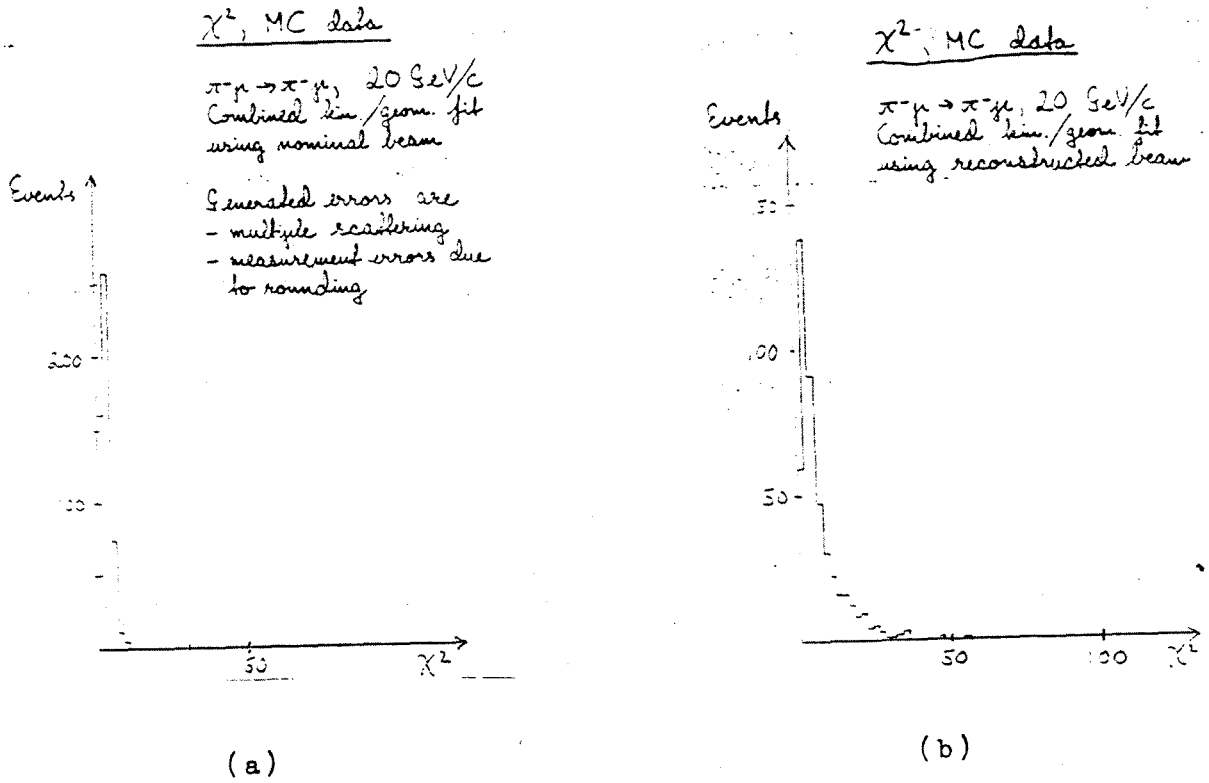 χ², MC data
π⁻p → π⁻p, 20 GeV/c
Combined kin./geom. fit
using nominal beam
Generated errors are
- multiple scattering
- measurement errors due
to rounding
Events
200
50
χ²
(a)
χ², MC data
π⁻p → π⁻p, 20 GeV/c
Combined kin./geom. fit
using reconstructed beam
Events
100
50
50
100
χ²
(b)